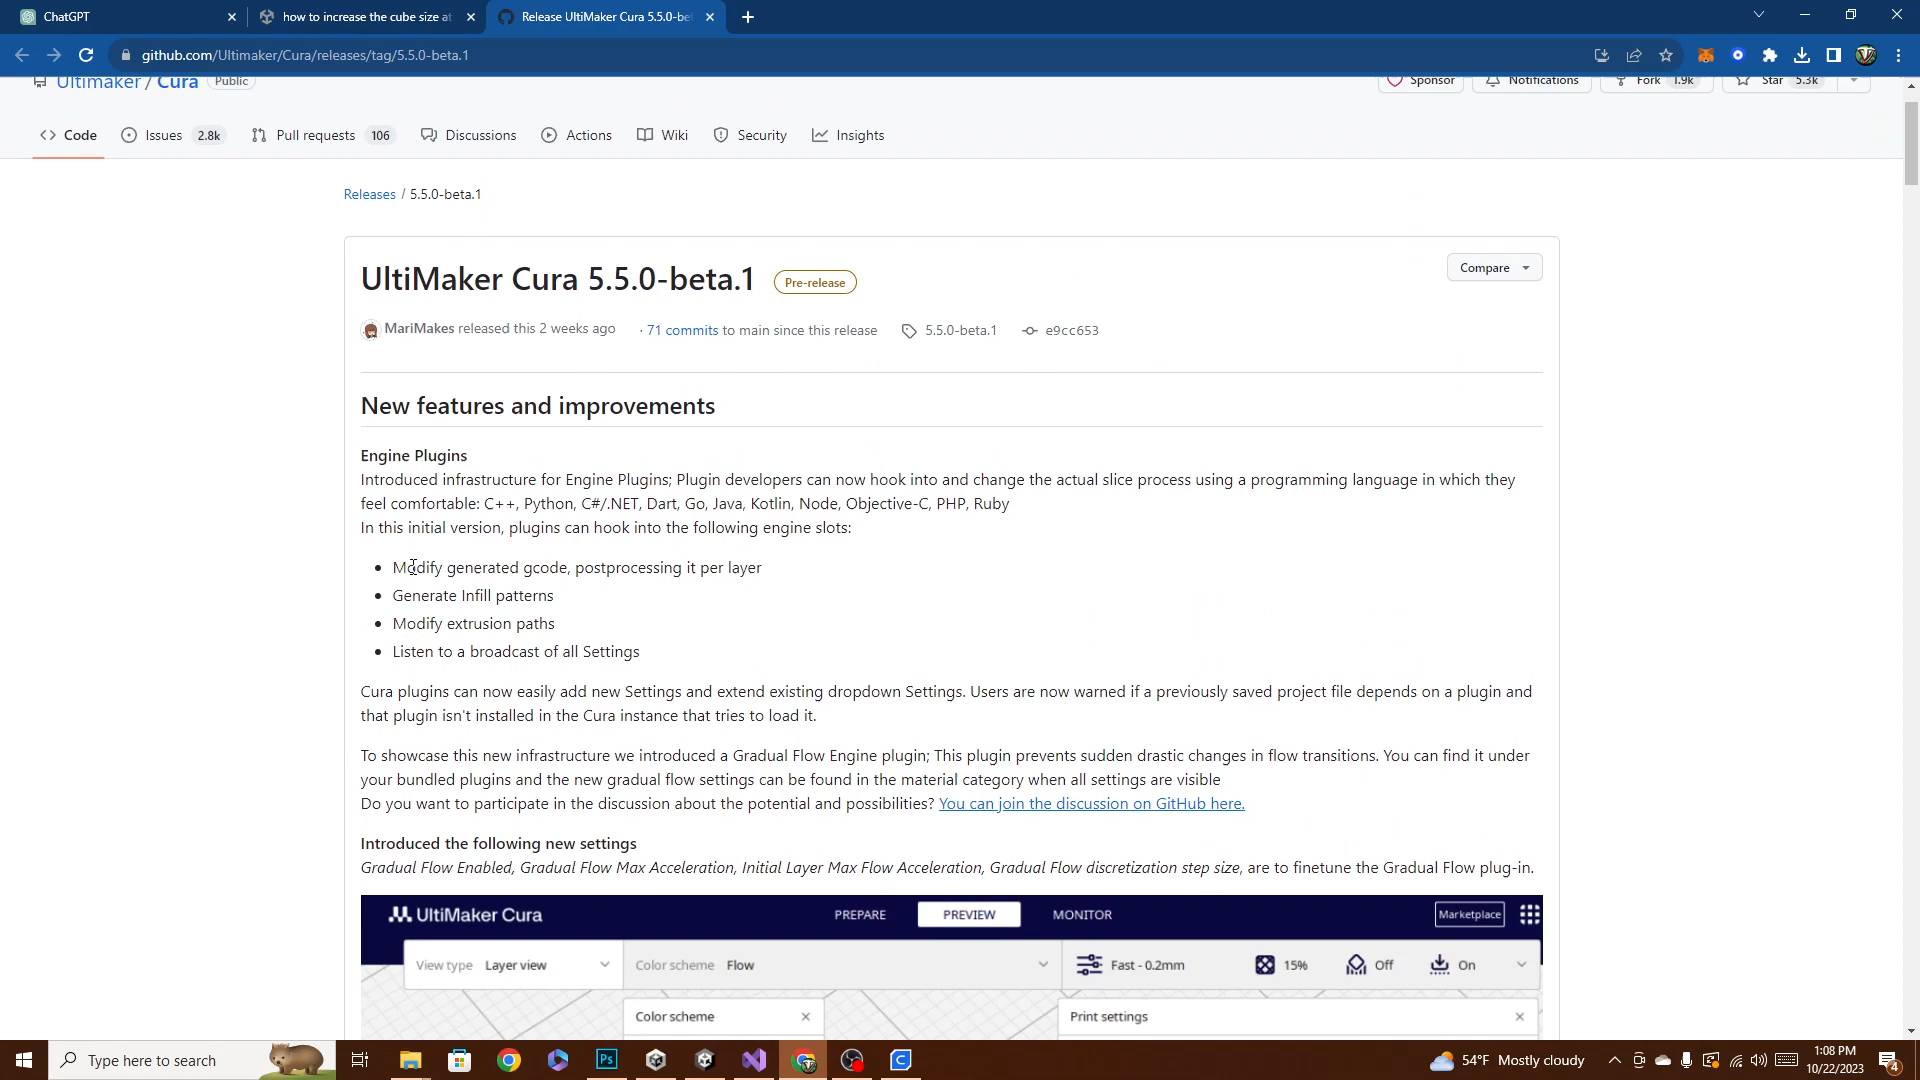 ChatGPT
how to increase the cube size at
Release UltiMaker Cura 5.5.0-be
github.com/Ultimaker/Cura/releases/tag/5.5.0-beta.1
Ultimaker / Cura Public
Sponsor Notifications Fork 1.9k Star 5.3k
Code Issues 2.8k Pull requests 106 Discussions Actions Wiki Security Insights
Releases / 5.5.0-beta.1
UltiMaker Cura 5.5.0-beta.1 Pre-release Compare
MariMakes released this 2 weeks ago · 71 commits to main since this release 5.5.0-beta.1 e9cc653
New features and improvements
Engine Plugins
Introduced infrastructure for Engine Plugins; Plugin developers can now hook into and change the actual slice process using a programming language in which they
feel comfortable: C++, Python, C#/.NET, Dart, Go, Java, Kotlin, Node, Objective-C, PHP, Ruby
In this initial version, plugins can hook into the following engine slots:
• Modify generated gcode, postprocessing it per layer
• Generate Infill patterns
• Modify extrusion paths
• Listen to a broadcast of all Settings
Cura plugins can now easily add new Settings and extend existing dropdown Settings. Users are now warned if a previously saved project file depends on a plugin and
that plugin isn't installed in the Cura instance that tries to load it.
To showcase this new infrastructure we introduced a Gradual Flow Engine plugin; This plugin prevents sudden drastic changes in flow transitions. You can find it under
your bundled plugins and the new gradual flow settings can be found in the material category when all settings are visible
Do you want to participate in the discussion about the potential and possibilities? You can join the discussion on GitHub here.
Introduced the following new settings
Gradual Flow Enabled, Gradual Flow Max Acceleration, Initial Layer Max Flow Acceleration, Gradual Flow discretization step size, are to finetune the Gradual Flow plug-in.
UltiMaker Cura PREPARE PREVIEW MONITOR Marketplace
View type Layer view Color scheme Flow Fast - 0.2mm 15% Off On
Color scheme Print settings
Type here to search Ps 54°F Mostly cloudy 1:08 PM
10/22/2023 4